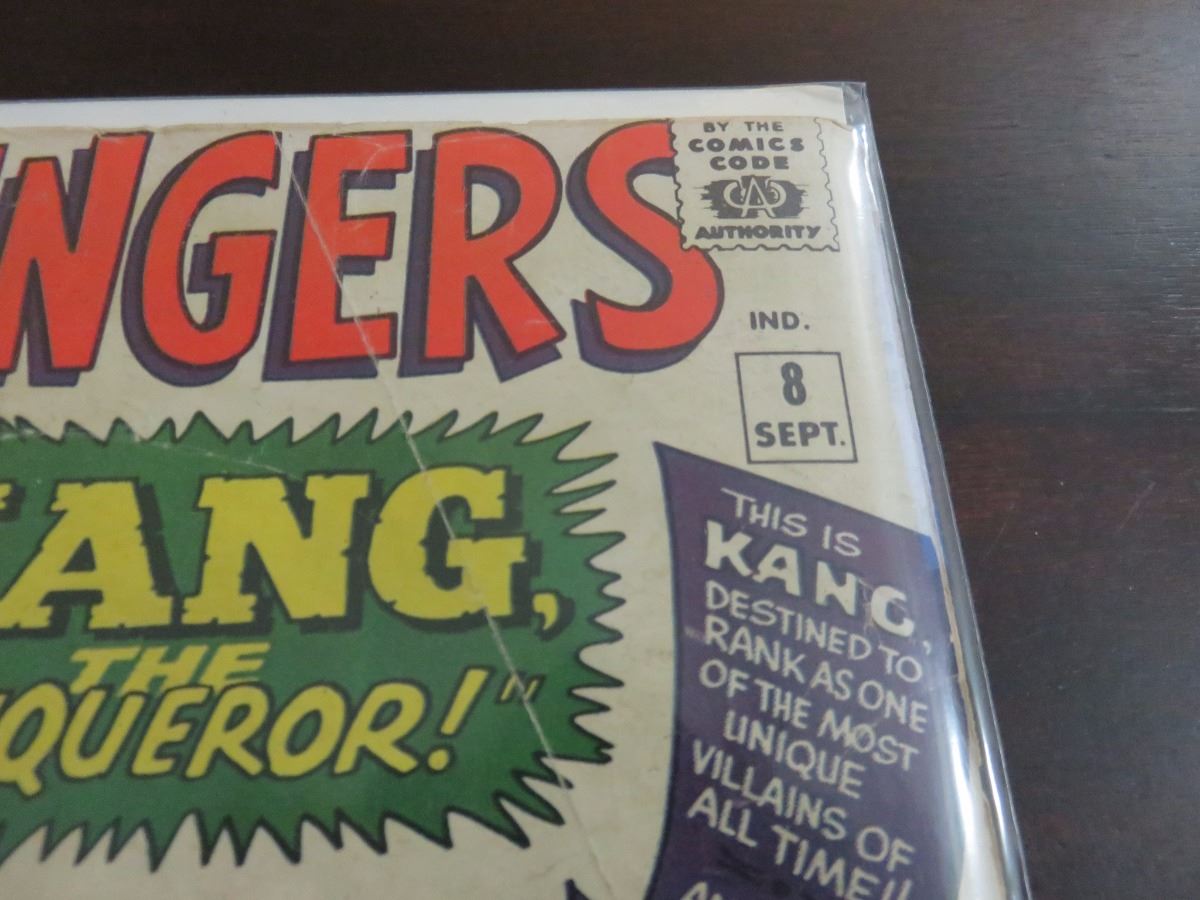 NGERS
BY THE
COMICS
CODE
CA
AUTHORITY
IND.
8
SEPT.
ANG,
THE
QUEROR!"
THIS IS
KANG,
DESTINED TO
RANK AS ONE
OF THE MOST
UNIQUE
VILLAINS OF
ALL TIME!!